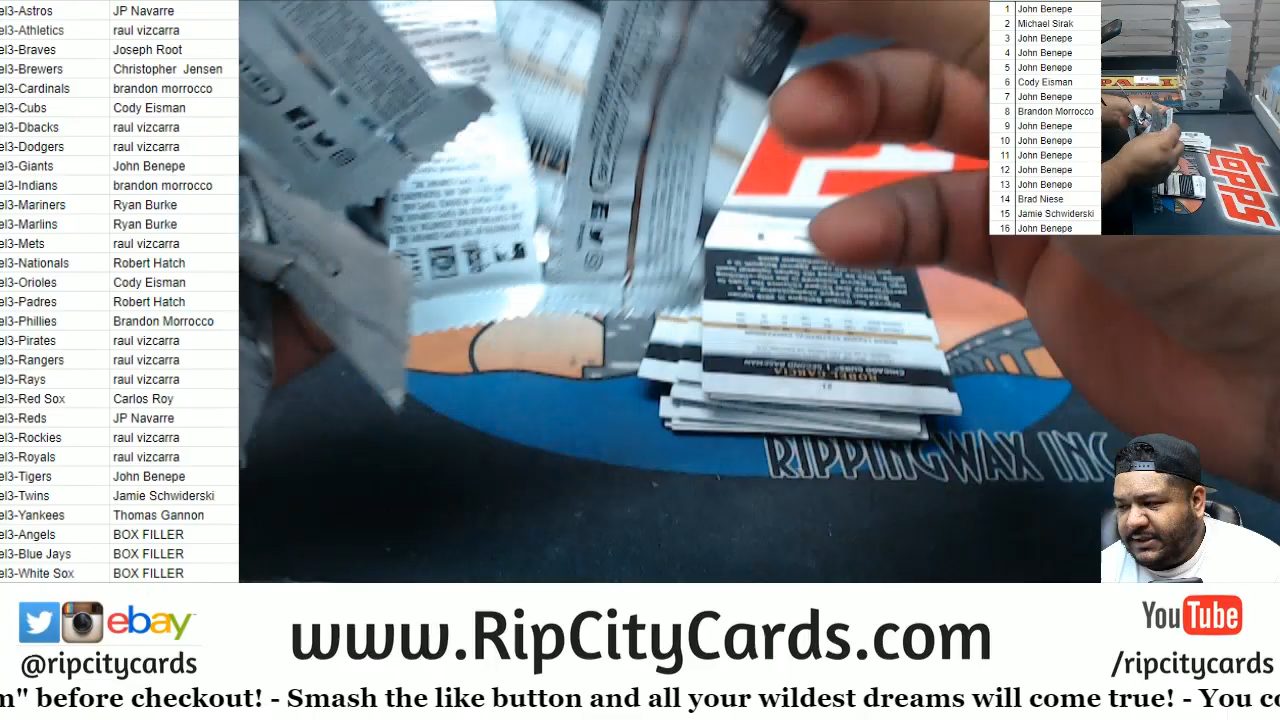 el3-Astros JP Navarre
el3-Athletics raul vizcarra
el3-Braves Joseph Root
el3-Brewers Christopher Jensen
el3-Cardinals brandon morrocco
el3-Cubs Cody Eisman
el3-Dbacks raul vizcarra
el3-Dodgers raul vizcarra
el3-Giants John Benepe
el3-Indians brandon morrocco
el3-Mariners Ryan Burke
el3-Marlins Ryan Burke
el3-Mets raul vizcarra
el3-Nationals Robert Hatch
el3-Orioles Cody Eisman
el3-Padres Robert Hatch
el3-Phillies Brandon Morrocco
el3-Pirates raul vizcarra
el3-Rangers raul vizcarra
el3-Rays raul vizcarra
el3-Red Sox Carlos Roy
el3-Reds JP Navarre
el3-Rockies raul vizcarra
el3-Royals raul vizcarra
el3-Tigers John Benepe
el3-Twins Jamie Schwiderski
el3-Yankees Thomas Gannon
el3-Angels BOX FILLER
el3-Blue Jays BOX FILLER
el3-White Sox BOX FILLER
1 John Benepe
2 Michael Sirak
3 John Benepe
4 John Benepe
5 John Benepe
6 Cody Eisman
7 John Benepe
8 Brandon Morrocco
9 John Benepe
10 John Benepe
11 John Benepe
12 John Benepe
13 John Benepe
14 Brad Niese
15 Jamie Schwiderski
16 John Benepe
topps
ROBEL GARCIA
CHICAGO CUBS | SECOND BASEMAN
RIPPINGWAX INC
ebay
@ripcitycards
www.RipCityCards.com
YouTube
/ripcitycards
m" before checkout! - Smash the like button and all your wildest dreams will come true! - You co